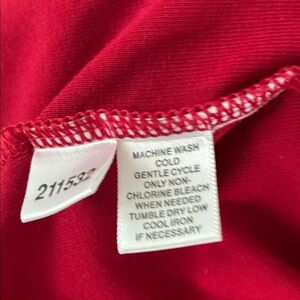 211532
MACHINE WASH
COLD
GENTLE CYCLE
ONLY NON-
CHLORINE BLEACH
WHEN NEEDED
TUMBLE DRY LOW
COOL IRON
IF NECESSARY